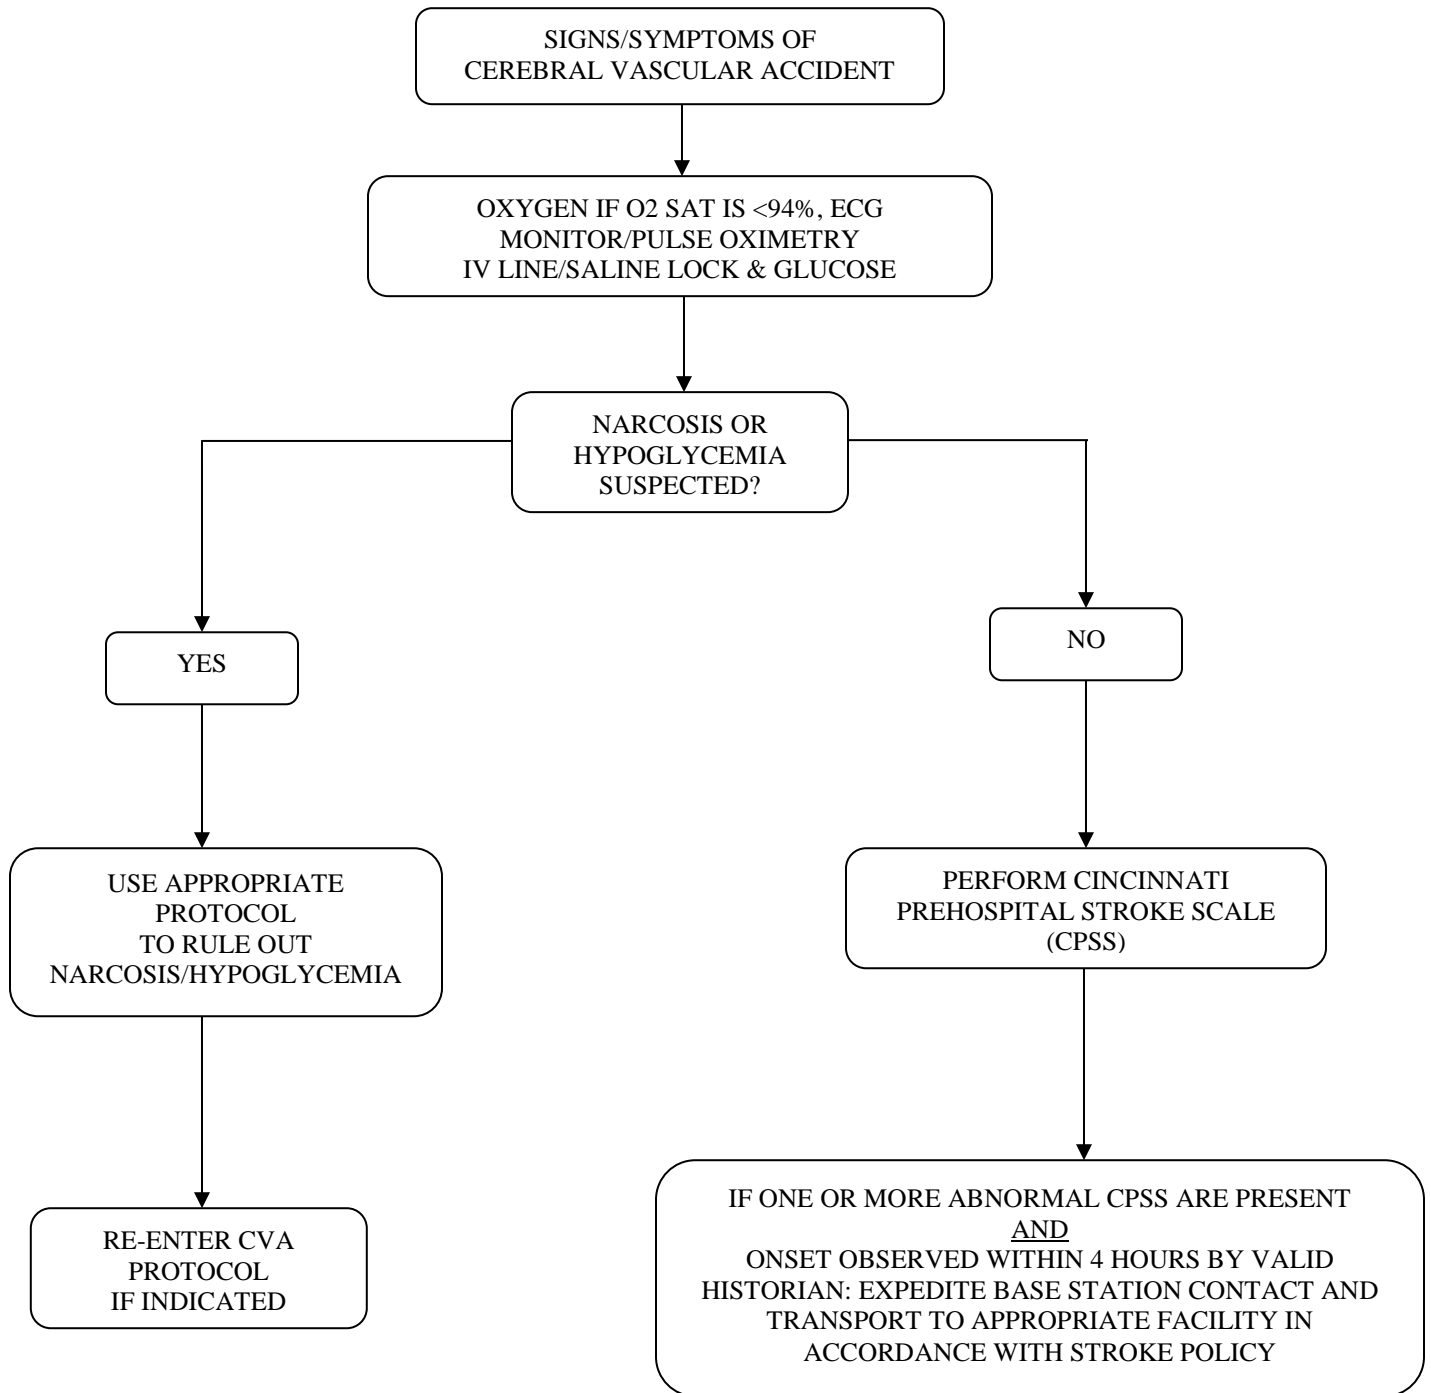 SIGNS/SYMPTOMS OF
CEREBRAL VASCULAR ACCIDENT
OXYGEN IF O2 SAT IS <94%, ECG
MONITOR/PULSE OXIMETRY
IV LINE/SALINE LOCK & GLUCOSE
NARCOSIS OR
HYPOGLYCEMIA
SUSPECTED?
YES
NO
USE APPROPRIATE
PROTOCOL
TO RULE OUT
NARCOSIS/HYPOGLYCEMIA
PERFORM CINCINNATI
PREHOSPITAL STROKE SCALE
(CPSS)
RE-ENTER CVA
PROTOCOL
IF INDICATED
IF ONE OR MORE ABNORMAL CPSS ARE PRESENT
AND
ONSET OBSERVED WITHIN 4 HOURS BY VALID
HISTORIAN: EXPEDITE BASE STATION CONTACT AND
TRANSPORT TO APPROPRIATE FACILITY IN
ACCORDANCE WITH STROKE POLICY